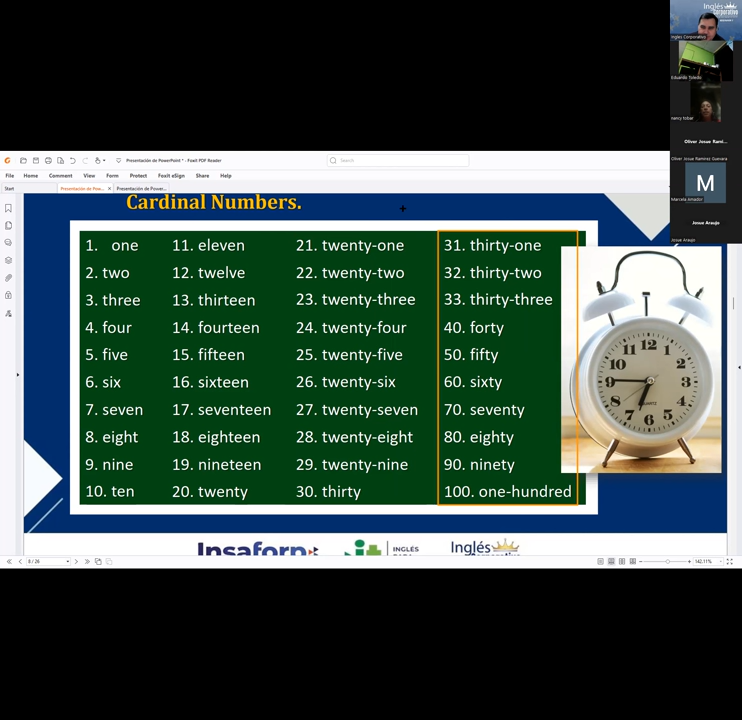 Inglés
Corporativo
Ingles Corporativo
Eduardo Toledo
nancy tobar
Oliver Josue Rami...
Oliver Josue Ramirez Guevara
M
Marcela Amador
Josue Araujo
Josue Araujo
Presentación de PowerPoint * - Foxit PDF Reader
Search
File Home Comment View Form Protect Foxit eSign Share Help
Start
Presentación de Pow...
Presentación de Power...
Cardinal Numbers.
1. one
2. two
3. three
4. four
5. five
6. six
7. seven
8. eight
9. nine
10. ten
11. eleven
12. twelve
13. thirteen
14. fourteen
15. fifteen
16. sixteen
17. seventeen
18. eighteen
19. nineteen
20. twenty
21. twenty-one
22. twenty-two
23. twenty-three
24. twenty-four
25. twenty-five
26. twenty-six
27. twenty-seven
28. twenty-eight
29. twenty-nine
30. thirty
31. thirty-one
32. thirty-two
33. thirty-three
40. forty
50. fifty
60. sixty
70. seventy
80. eighty
90. ninety
100. one-hundred
12
1
2
3
4
5
6
7
8
9
10
11
QUARTZ
Insaforp
INGLÉS
Inglés
8 / 26
142.11%